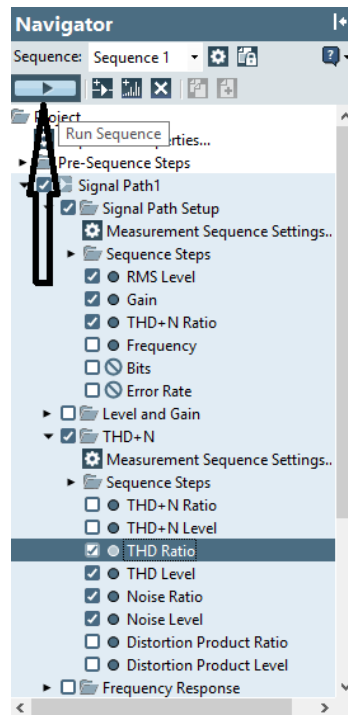 Navigator
Sequence: Sequence 1
Project
Run Sequence
erties...
Pre-Sequence Steps
Signal Path1
Signal Path Setup
Measurement Sequence Settings..
Sequence Steps
RMS Level
Gain
THD+N Ratio
Frequency
Bits
Error Rate
Level and Gain
THD+N
Measurement Sequence Settings..
Sequence Steps
THD+N Ratio
THD+N Level
THD Ratio
THD Level
Noise Ratio
Noise Level
Distortion Product Ratio
Distortion Product Level
Frequency Response